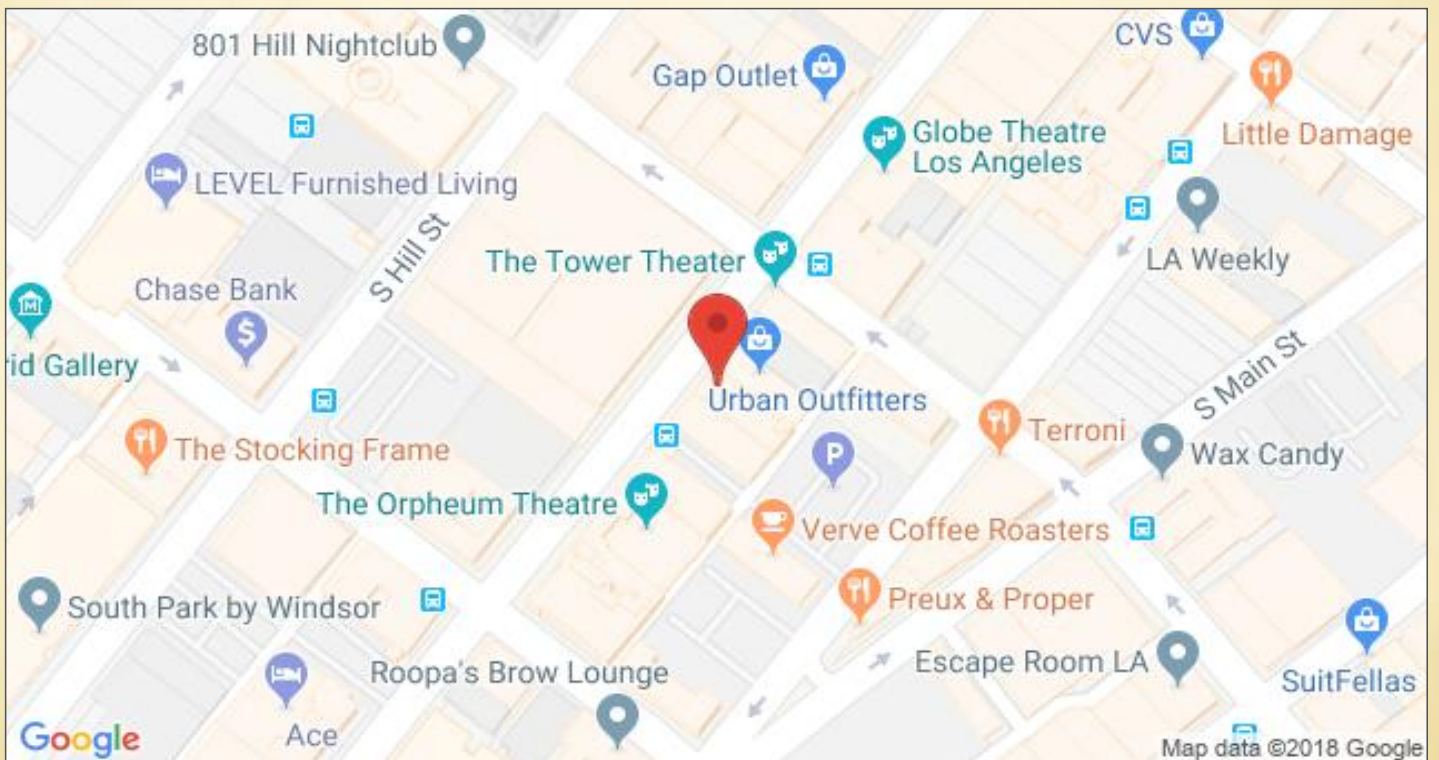 801 Hill Nightclub
CVS
Gap Outlet
Globe Theatre
Los Angeles
Little Damage
LEVEL Furnished Living
S Hill St
The Tower Theater
LA Weekly
Chase Bank
$
M
rid Gallery
Urban Outfitters
S Main St
The Stocking Frame
Terroni
P
Wax Candy
The Orpheum Theatre
Verve Coffee Roasters
South Park by Windsor
Preux & Proper
Roopa's Brow Lounge
Escape Room LA
SuitFellas
Ace
Google
Map data ©2018 Google